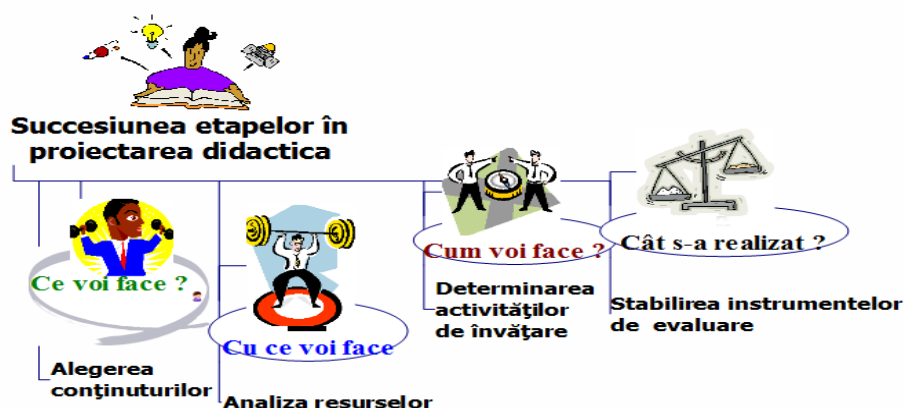 Succesiunea etapelor în
proiectarea didactica
Ce voi face ?
Alegerea
conţinuturilor
Cu ce voi face
Analiza resurselor
Cum voi face ?
Determinarea
activităţilor
de învăţare
Cât s-a realizat ?
Stabilirea instrumentelor
de evaluare